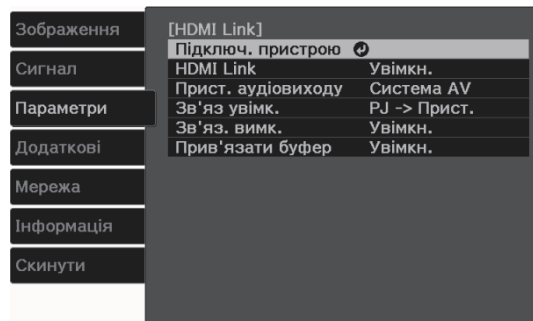 Зображення
Сигнал
Параметри
Додаткові
Мережа
Інформація
Скинути
[HDMI Link]
Підключ. пристрою
HDMI Link Увімкн.
Прист. аудіовиходу Система AV
Зв'яз увімк. PJ -> Прист.
Зв'яз. вимк. Увімкн.
Прив'язати буфер Увімкн.